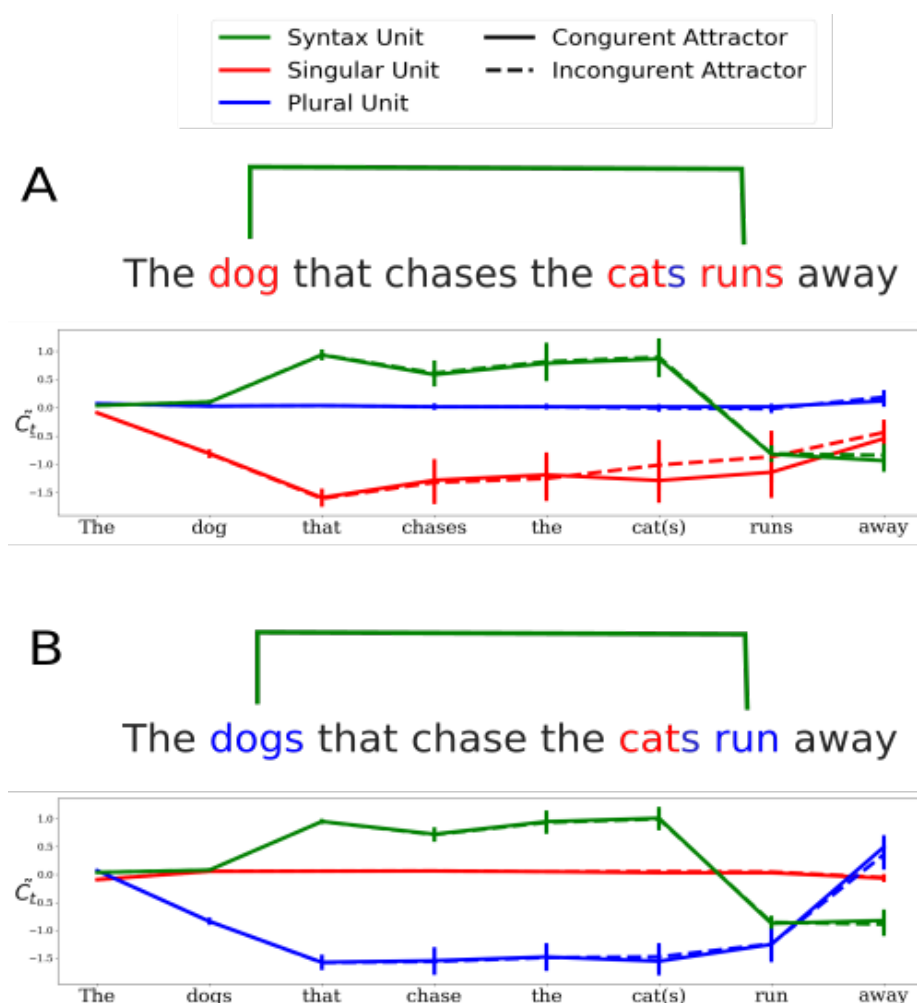 Syntax Unit Congurent Attractor
Singular Unit Incongurent Attractor
Plural Unit
A
The dog that chases the cats runs away
1.0
0.5
0.0
C̃t
−0.5
−1.0
−1.5
The dog that chases the cat(s) runs away
B
The dogs that chase the cats run away
1.0
0.5
0.0
C̃t
−0.5
−1.0
−1.5
The dogs that chase the cat(s) run away